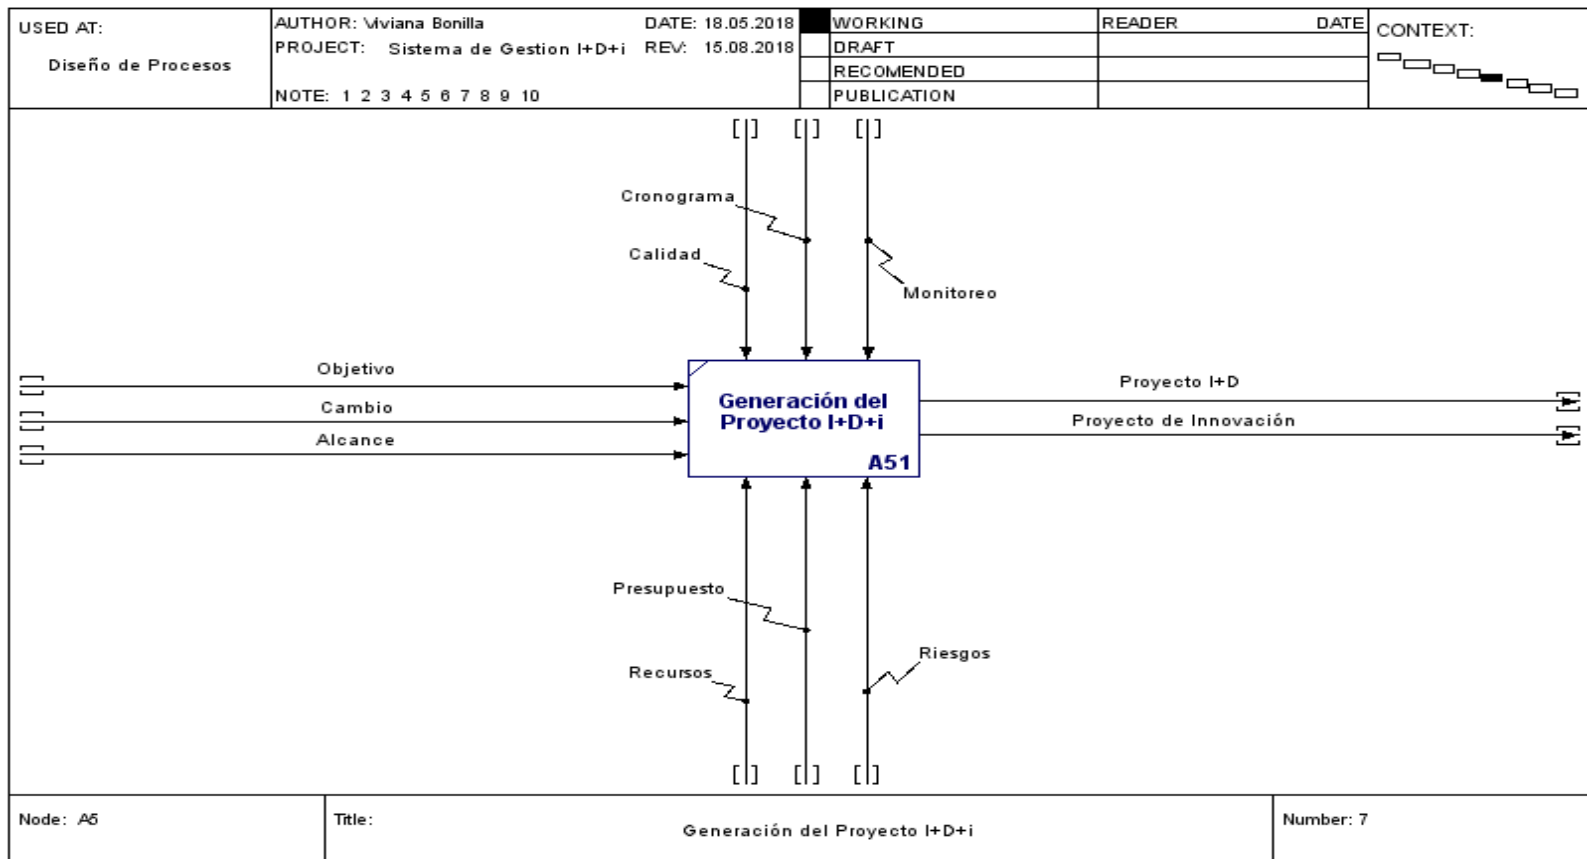 USED AT:
Diseño de Procesos
AUTHOR: Viviana Bonilla
DATE: 18.05.2018
PROJECT: Sistema de Gestion I+D+i
REV: 15.08.2018
NOTE: 1 2 3 4 5 6 7 8 9 10
WORKING
DRAFT
RECOMENDED
PUBLICATION
READER DATE
CONTEXT:
Cronograma
Calidad
Monitoreo
Objetivo
Cambio
Alcance
Generación del
Proyecto I+D+i
A51
Proyecto I+D
Proyecto de Innovación
Presupuesto
Recursos
Riesgos
Node: A5
Title:
Generación del Proyecto I+D+i
Number: 7